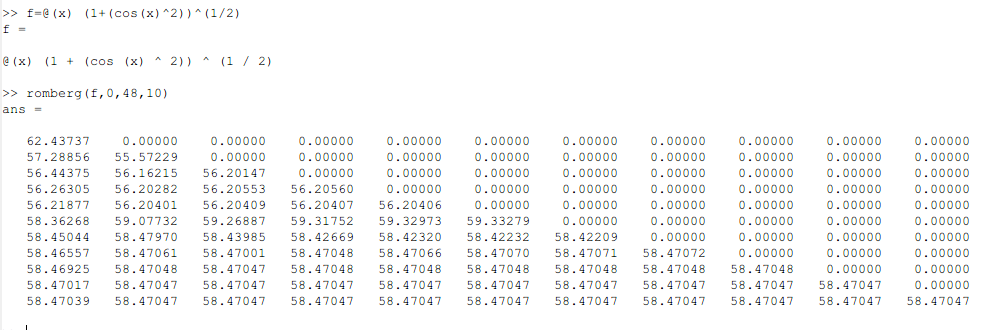 >> f=@(x) (1+(cos(x)^2))^(1/2)
f =
@(x) (1 + (cos (x) ^ 2)) ^ (1 / 2)
>> romberg(f,0,48,10)
ans =
62.43737 0.00000 0.00000 0.00000 0.00000 0.00000 0.00000 0.00000 0.00000 0.00000 0.00000
57.28856 55.57229 0.00000 0.00000 0.00000 0.00000 0.00000 0.00000 0.00000 0.00000 0.00000
56.44375 56.16215 56.20147 0.00000 0.00000 0.00000 0.00000 0.00000 0.00000 0.00000 0.00000
56.26305 56.20282 56.20553 56.20560 0.00000 0.00000 0.00000 0.00000 0.00000 0.00000 0.00000
56.21877 56.20401 56.20409 56.20407 56.20406 0.00000 0.00000 0.00000 0.00000 0.00000 0.00000
58.36268 59.07732 59.26887 59.31752 59.32973 59.33279 0.00000 0.00000 0.00000 0.00000 0.00000
58.45044 58.47970 58.43985 58.42669 58.42320 58.42232 58.42209 0.00000 0.00000 0.00000 0.00000
58.46557 58.47061 58.47001 58.47048 58.47066 58.47070 58.47071 58.47072 0.00000 0.00000 0.00000
58.46925 58.47048 58.47047 58.47048 58.47048 58.47048 58.47048 58.47048 58.47048 0.00000 0.00000
58.47017 58.47047 58.47047 58.47047 58.47047 58.47047 58.47047 58.47047 58.47047 58.47047 0.00000
58.47039 58.47047 58.47047 58.47047 58.47047 58.47047 58.47047 58.47047 58.47047 58.47047 58.47047